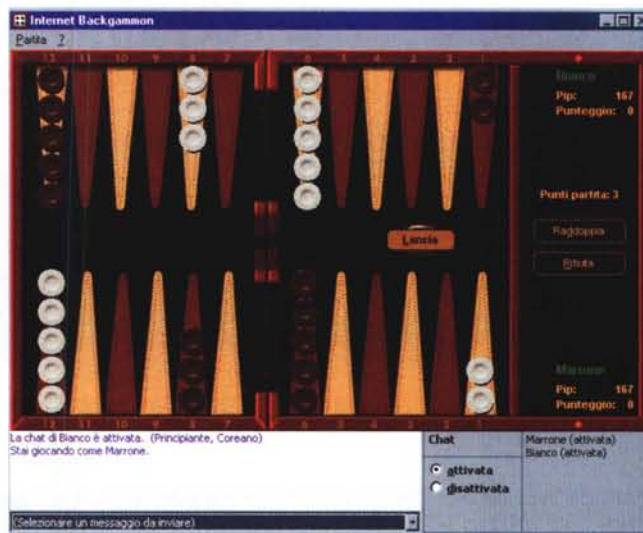 Internet Backgammon
Partita ?
12 11 10 9 8 7 6 5 4 3 2 1
Bianco
Pip: 167
Punteggio: 0
Punti partita: 3
Raddoppia
Lancia
Rifiuta
Marrone
Pip: 167
Punteggio: 0
12 11 10 9 8 7 6 5 4 3 2 1
La chat di Bianco è attivata. (Principiante, Coreano)
Stai giocando come Marrone.
Chat
attivata
disattivata
Marrone (attivata)
Bianco (attivata)
(Selezionare un messaggio da inviare)